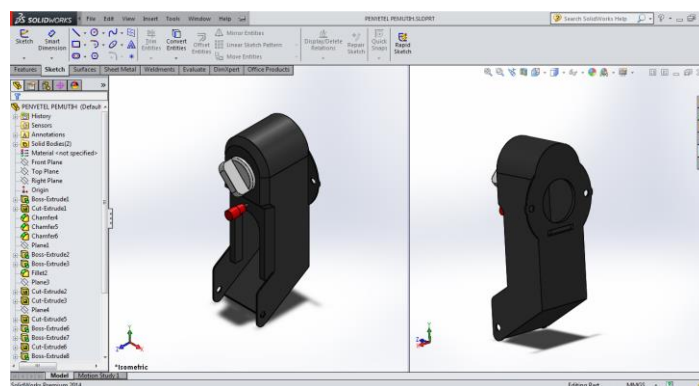 SOLIDWORKS File Edit View Insert Tools Window Help PENYETEL PEMUTIH.SLDPRT Search SolidWorks Help
Sketch Smart Dimension Trim Entities Convert Entities Offset Entities Mirror Entities Linear Sketch Pattern Move Entities Display/Delete Relations Repair Sketch Quick Snaps Rapid Sketch
Features Sketch Surfaces Sheet Metal Weldments Evaluate DimXpert Office Products
PENYETEL PEMUTIH (Default
History
Sensors
Annotations
Solid Bodies(2)
Material <not specified>
Front Plane
Top Plane
Right Plane
Origin
Boss-Extrude1
Cut-Extrude1
Chamfer4
Chamfer5
Chamfer6
Plane1
Boss-Extrude2
Boss-Extrude3
Fillet2
Plane3
Cut-Extrude2
Cut-Extrude3
Plane4
Cut-Extrude5
Boss-Extrude6
Boss-Extrude7
Cut-Extrude6
Boss-Extrude8
*Isometric
Model Motion Study 1
SolidWorks Premium 2014 Editing Part MMGS